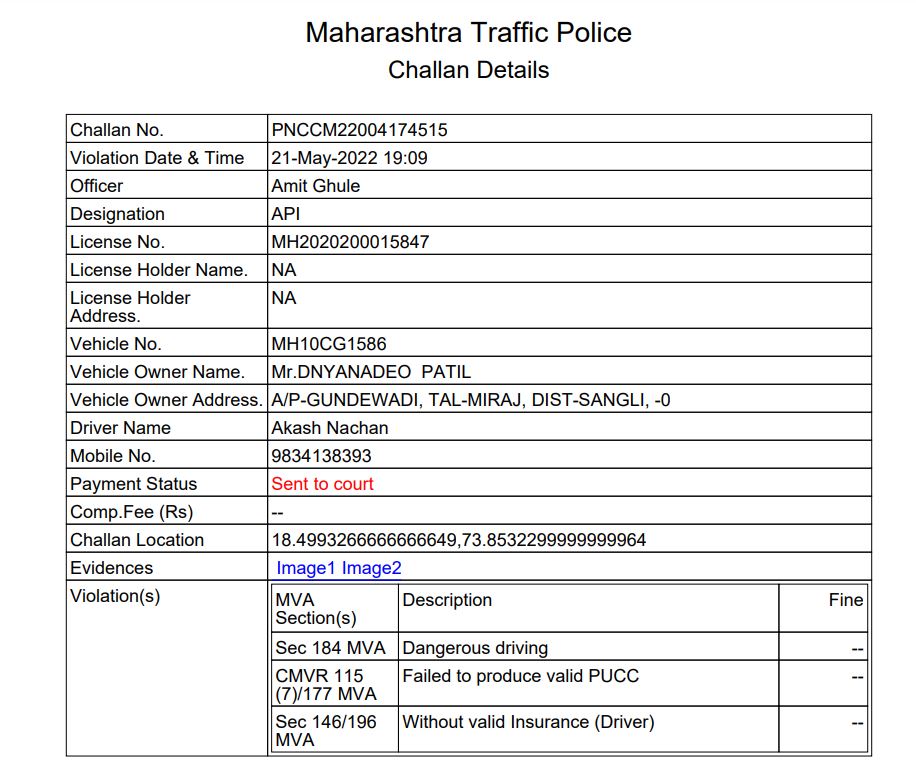 Maharashtra Traffic Police
Challan Details
Challan No. PNCCM22004174515
Violation Date & Time 21-May-2022 19:09
Officer Amit Ghule
Designation API
License No. MH2020200015847
License Holder Name. NA
License Holder NA
Address.
Vehicle No. MH10CG1586
Vehicle Owner Name. Mr.DNYANADEO  PATIL
Vehicle Owner Address. A/P-GUNDEWADI, TAL-MIRAJ, DIST-SANGLI, -0
Driver Name Akash Nachan
Mobile No. 9834138393
Payment Status Sent to court
Comp.Fee (Rs) --
Challan Location 18.4993266666666649,73.8532299999999964
Evidences Image1 Image2
Violation(s) MVA Description Fine
Section(s)
Sec 184 MVA Dangerous driving --
CMVR 115 Failed to produce valid PUCC --
(7)/177 MVA
Sec 146/196 Without valid Insurance (Driver) --
MVA